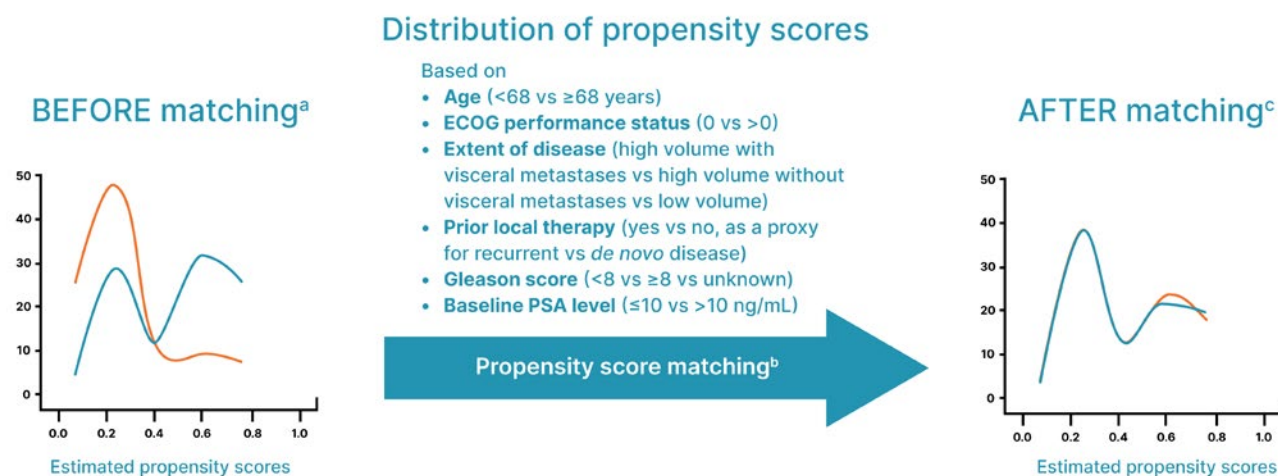 Distribution of propensity scores
Based on
• Age (<68 vs ≥68 years)
• ECOG performance status (0 vs >0)
• Extent of disease (high volume with
visceral metastases vs high volume without
visceral metastases vs low volume)
• Prior local therapy (yes vs no, as a proxy
for recurrent vs de novo disease)
• Gleason score (<8 vs ≥8 vs unknown)
• Baseline PSA level (≤10 vs >10 ng/mL)
Propensity score matchingᵇ
BEFORE matchingᵃ
50
40
30
20
10
0
0.0 0.2 0.4 0.6 0.8 1.0
Estimated propensity scores
AFTER matchingᶜ
50
40
30
20
10
0
0.0 0.2 0.4 0.6 0.8 1.0
Estimated propensity scores